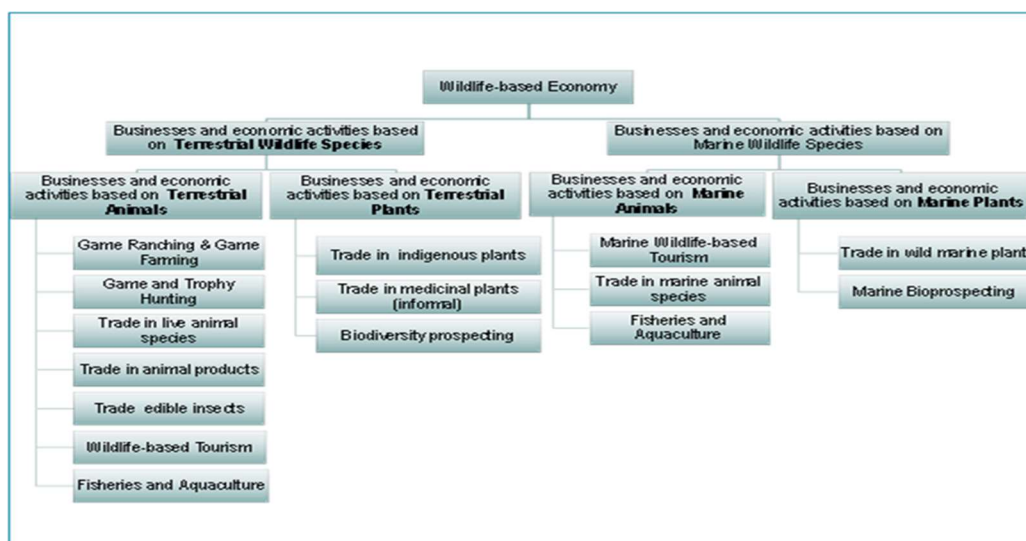 Wildlife-based Economy
Businesses and economic activities based
on Terrestrial Wildlife Species
Businesses and economic activities based on
Marine Wildlife Species
Businesses and economic
activities based on Terrestrial
Animals
Businesses and economic
activities based on Terrestrial
Plants
Businesses and economic
activities based on Marine
Animals
Businesses and economic
activities based on Marine Plants
Game Ranching & Game
Farming
Game and Trophy
Hunting
Trade in live animal
species
Trade in animal products
Trade edible insects
Wildlife-based Tourism
Fisheries and Aquaculture
Trade in indigenous plants
Trade in medicinal plants
(informal)
Biodiversity prospecting
Marine Wildlife-based
Tourism
Trade in marine animal
species
Fisheries and
Aquaculture
Trade in wild marine plant
Marine Bioprospecting